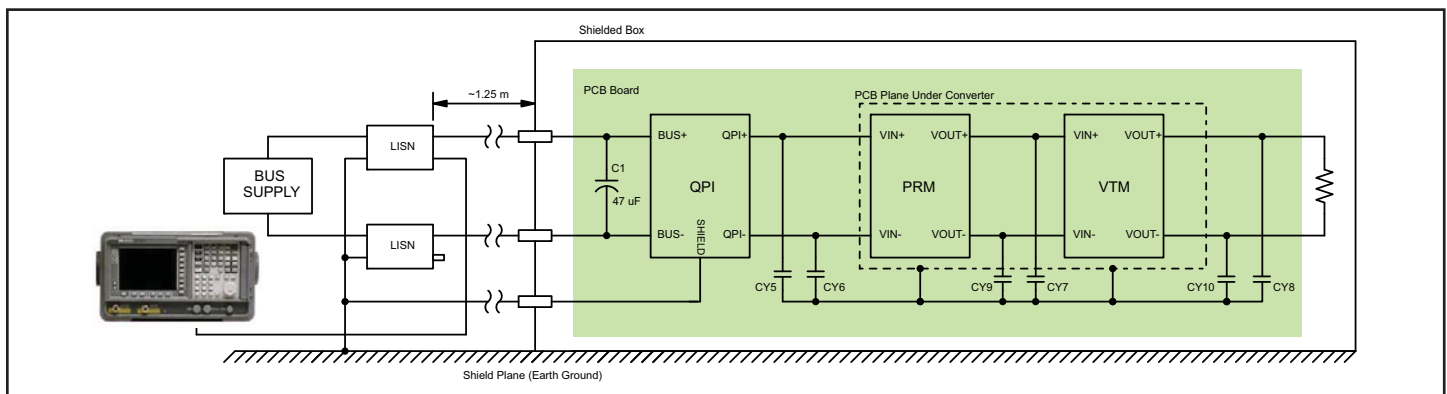 Shielded Box
~1.25 m
PCB Board
PCB Plane Under Converter
LISN
BUS
SUPPLY
LISN
C1
47 uF
BUS+
QPI+
QPI
BUS-
QPI-
SHIELD
VIN+
VOUT+
PRM
VIN-
VOUT-
VIN+
VOUT+
VTM
VIN-
VOUT-
CY5
CY6
CY9
CY7
CY10
CY8
Shield Plane (Earth Ground)